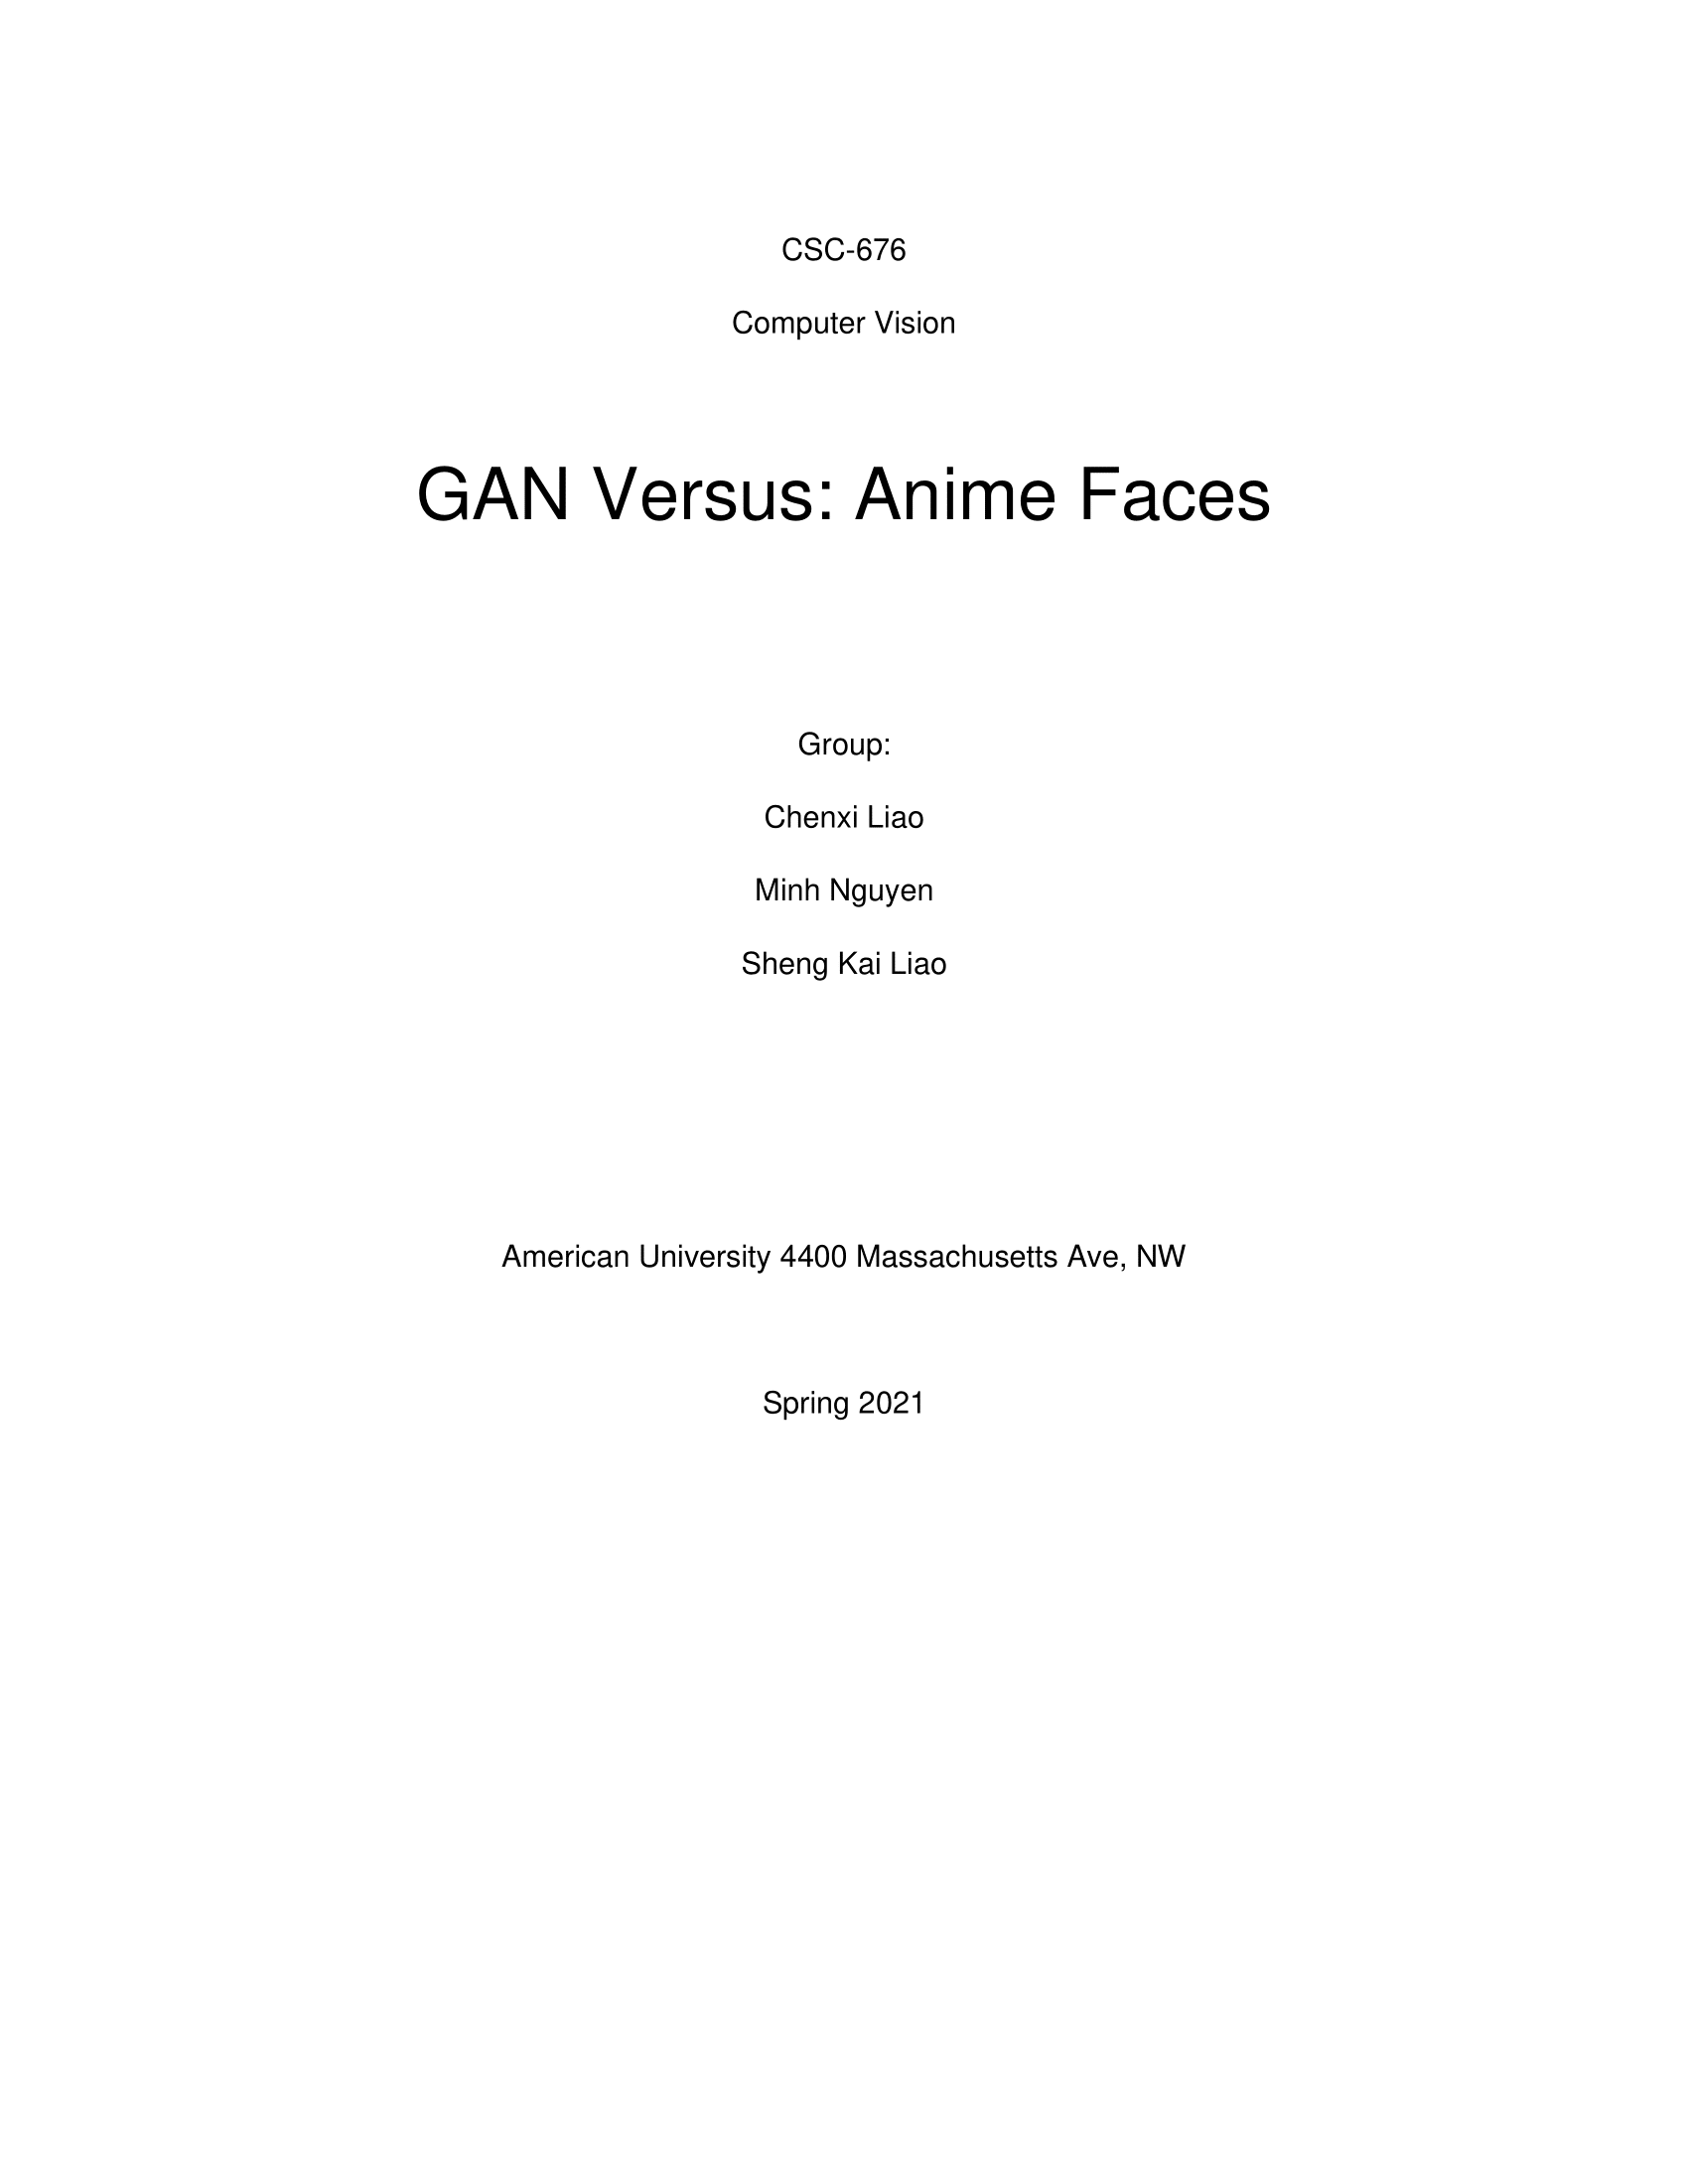 CSC-676
Computer Vision
GAN Versus: Anime Faces
Group:
Chenxi Liao
Minh Nguyen
Sheng Kai Liao
American University 4400 Massachusetts Ave, NW
Spring 2021